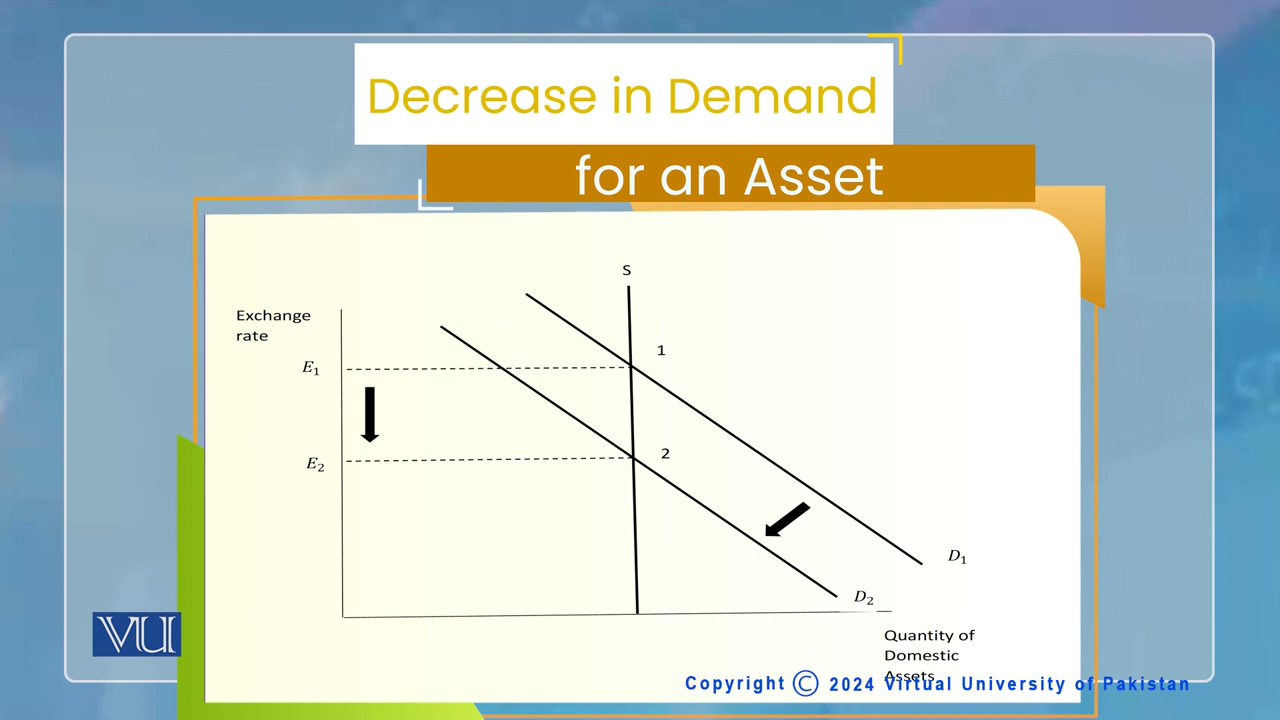 Decrease in Demand
for an Asset
S
Exchange
rate
1
E₁
2
E₂
D₁
D₂
Quantity of
Domestic
Assets
VU
Copyright © 2024 Virtual University of Pakistan